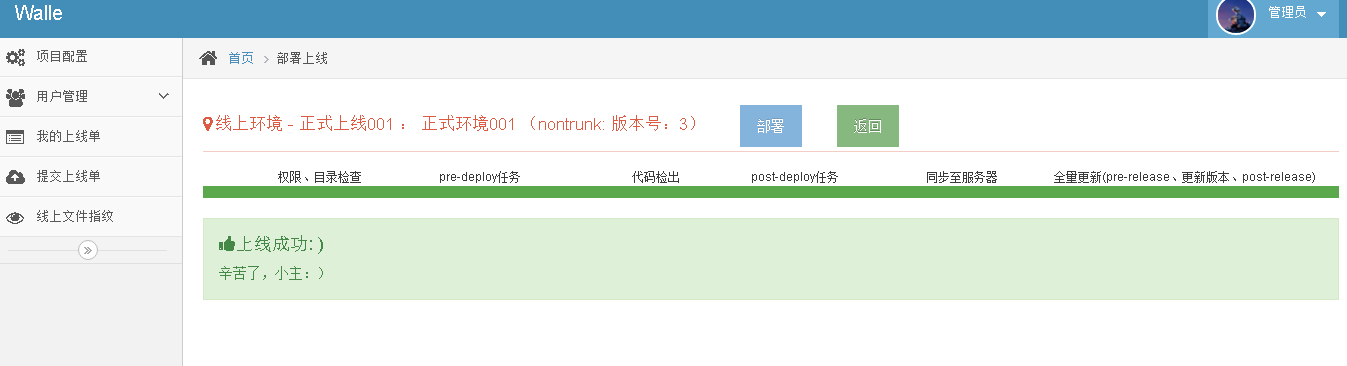 Walle
管理员
项目配置
用户管理
我的上线单
提交上线单
线上文件指纹
首页 > 部署上线
线上环境 - 正式上线001 ： 正式环境001 （nontrunk: 版本号：3）
部署
返回
权限、目录检查
pre-deploy任务
代码检出
post-deploy任务
同步至服务器
全量更新(pre-release、更新版本、post-release)
上线成功:)
辛苦了，小主：）